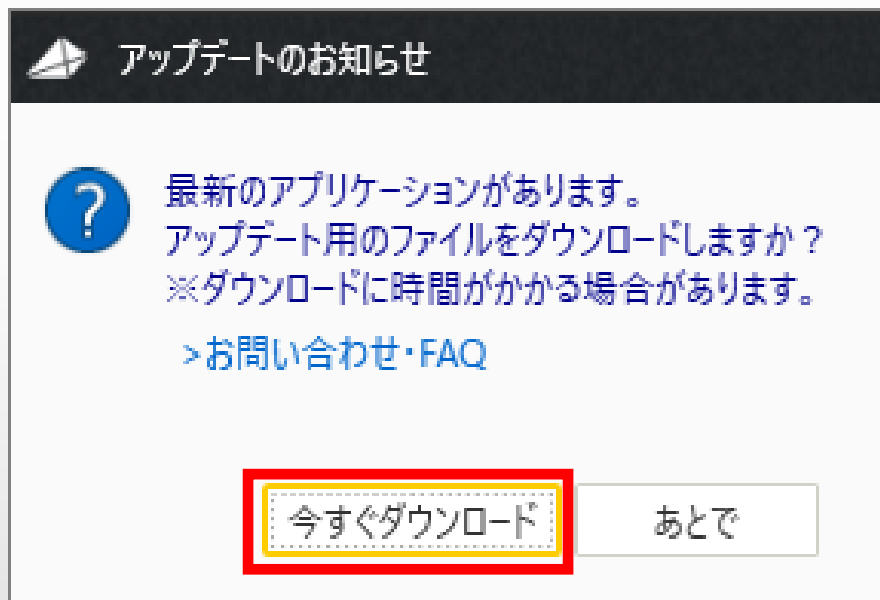 アップデートのお知らせ
最新のアプリケーションがあります。
アップデート用のファイルをダウンロードしますか？
※ダウンロードに時間がかかる場合があります。
>お問い合わせ・FAQ
今すぐダウンロード
あとで